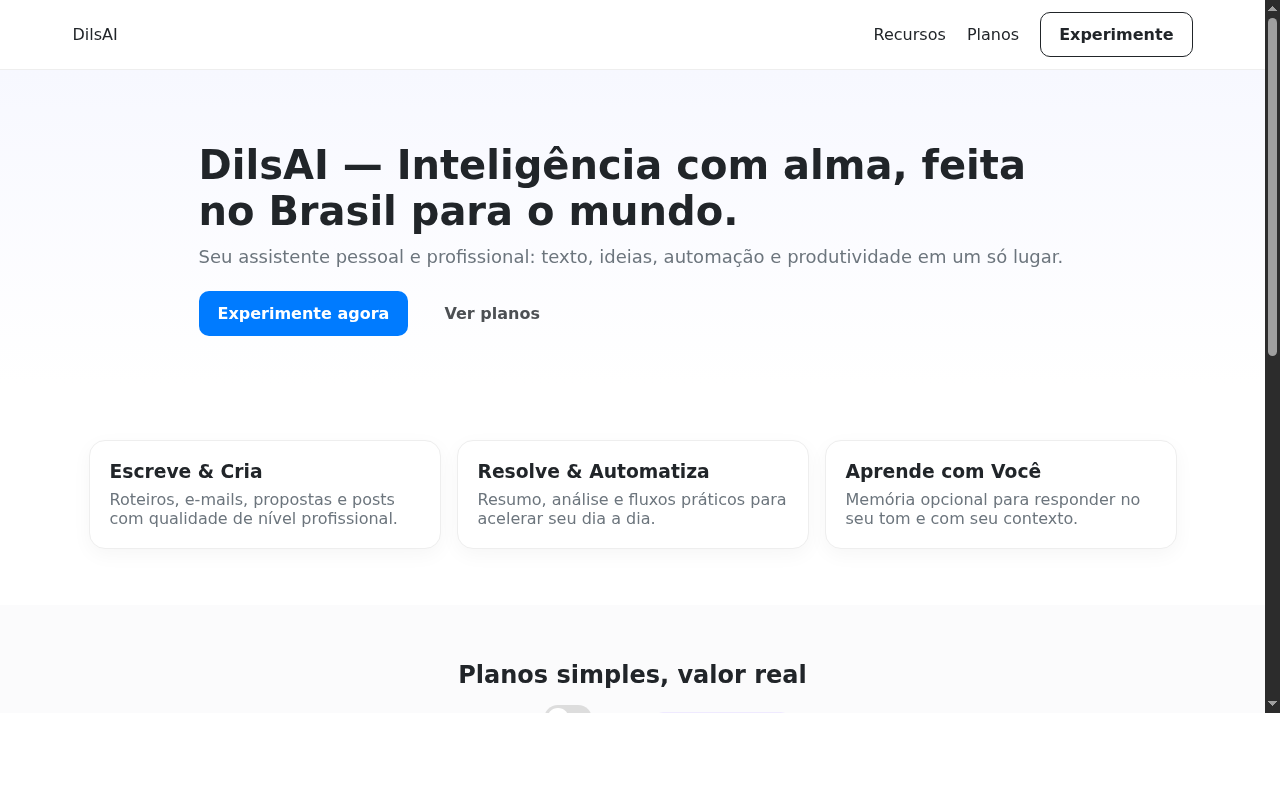 DilsAI
Recursos
Planos
Experimente
DilsAI — Inteligência com alma, feita
no Brasil para o mundo.
Seu assistente pessoal e profissional: texto, ideias, automação e produtividade em um só lugar.
Experimente agora
Ver planos
Escreve & Cria
Roteiros, e-mails, propostas e posts
com qualidade de nível profissional.
Resolve & Automatiza
Resumo, análise e fluxos práticos para
acelerar seu dia a dia.
Aprende com Você
Memória opcional para responder no
seu tom e com seu contexto.
Planos simples, valor real